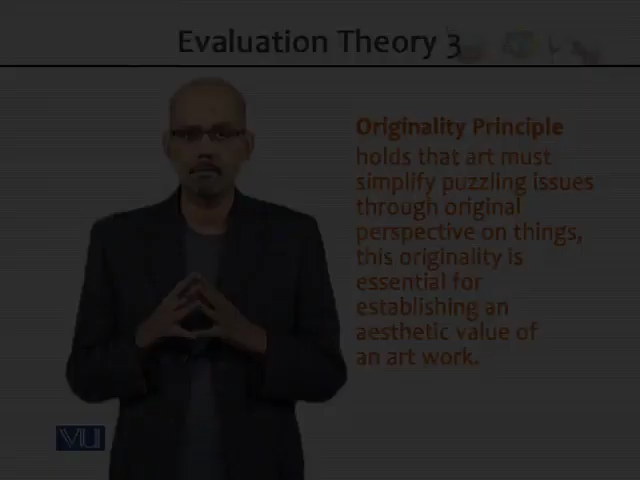 Evaluation Theory 3
Originality Principle
holds that art must
simplify puzzling issues
through original
perspective on things,
this originality is
essential for
establishing an
aesthetic value of
an art work.
VU